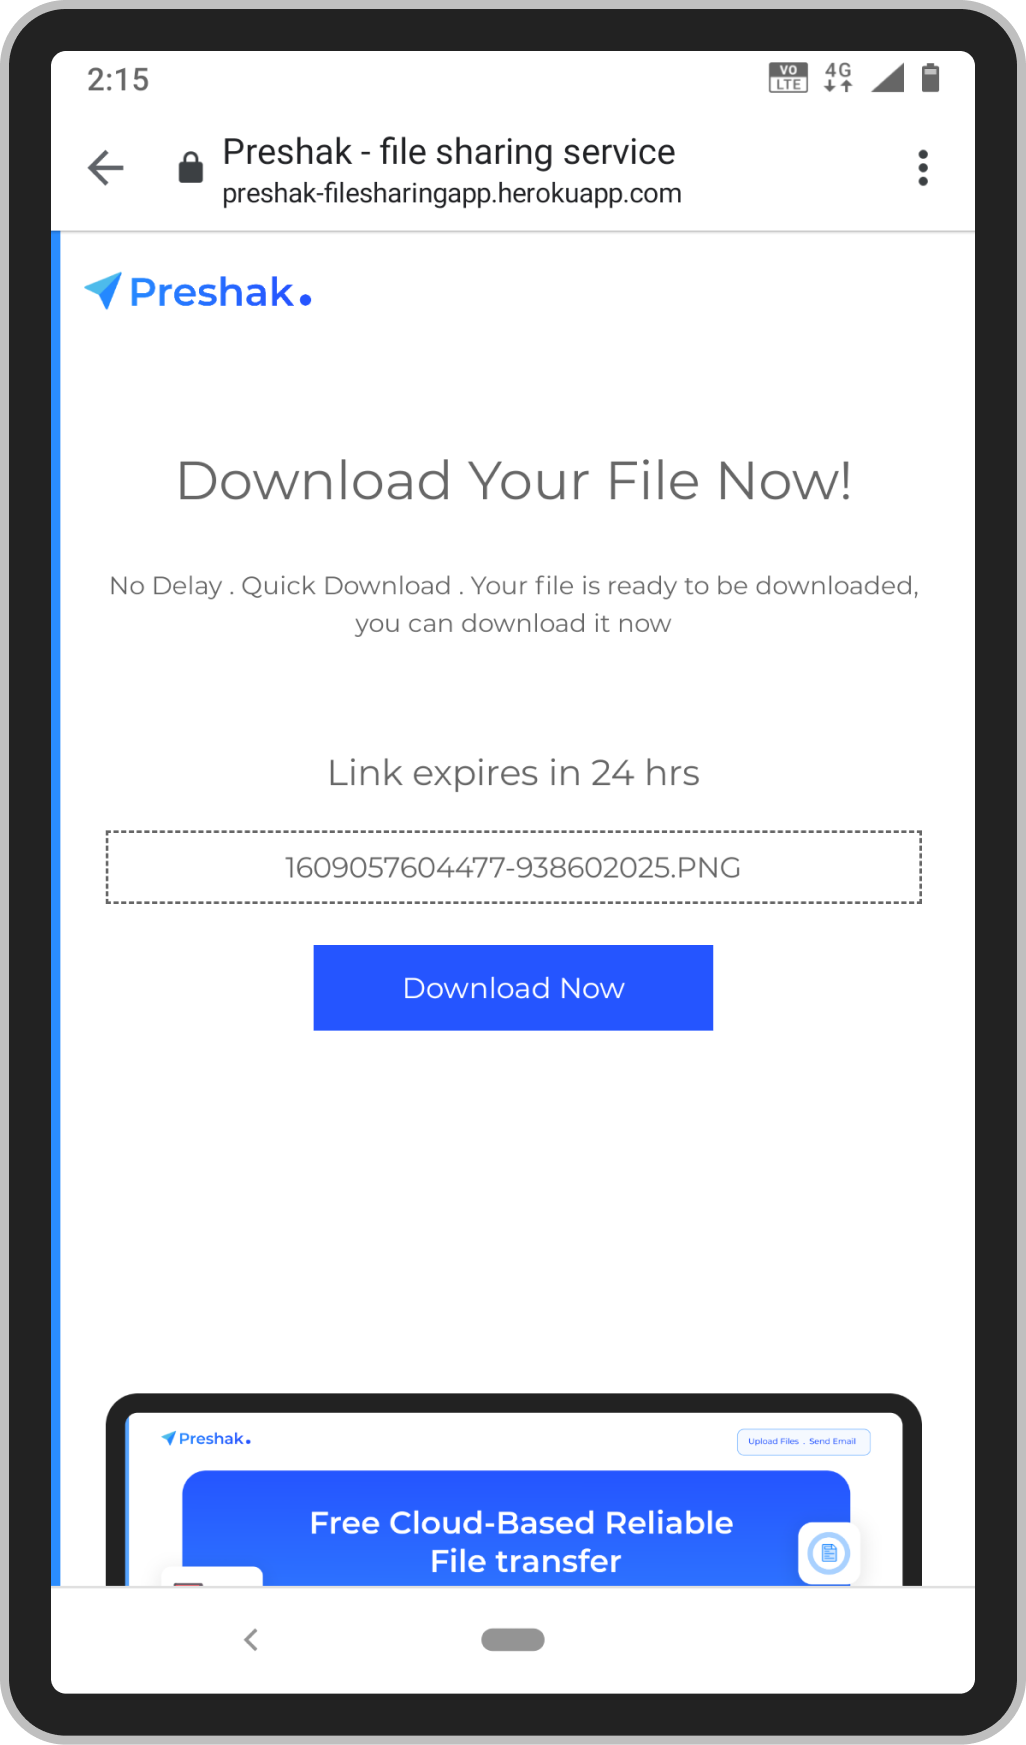 2:15
VO
LTE
4G
Preshak - file sharing service
preshak-filesharingapp.herokuapp.com
Preshak.
Download Your File Now!
No Delay . Quick Download . Your file is ready to be downloaded,
you can download it now
Link expires in 24 hrs
1609057604477-938602025.PNG
Download Now
Preshak.
Upload Files . Send Email
Free Cloud-Based Reliable
File transfer